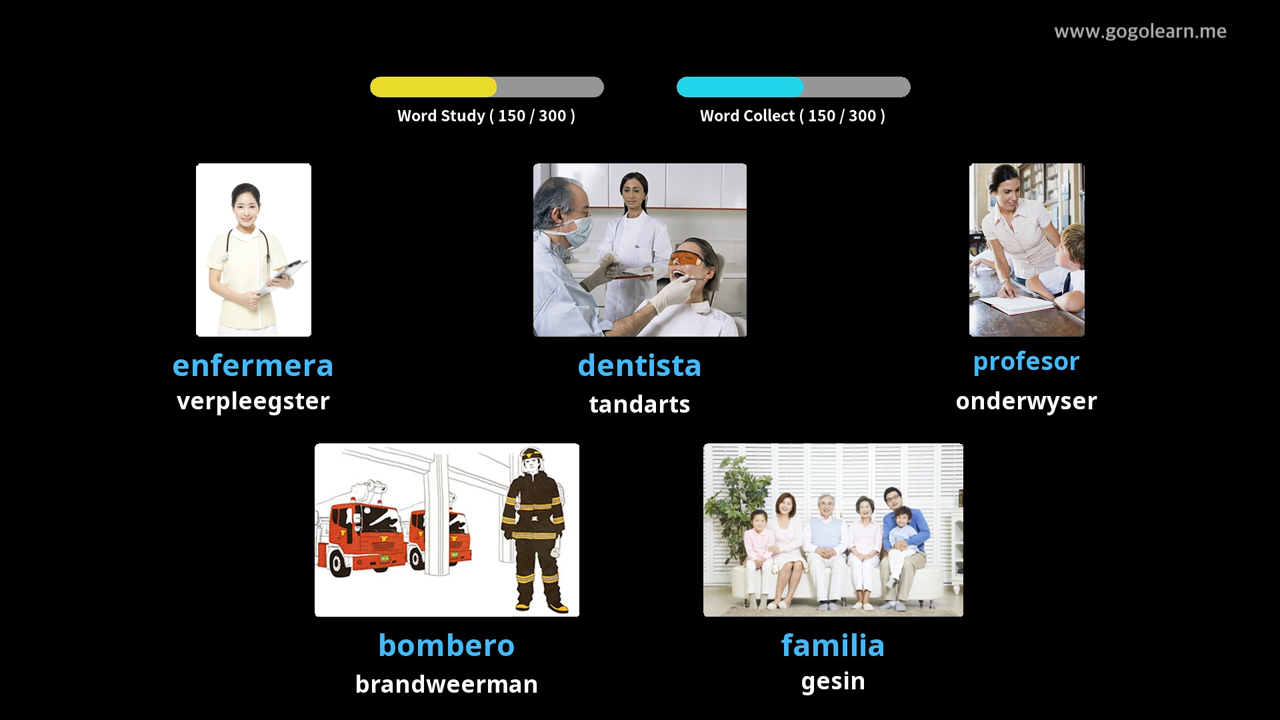 www.gogolearn.me
Word Study ( 150 / 300 )
Word Collect ( 150 / 300 )
enfermera
verpleegster
dentista
tandarts
profesor
onderwyser
bombero
brandweerman
familia
gesin